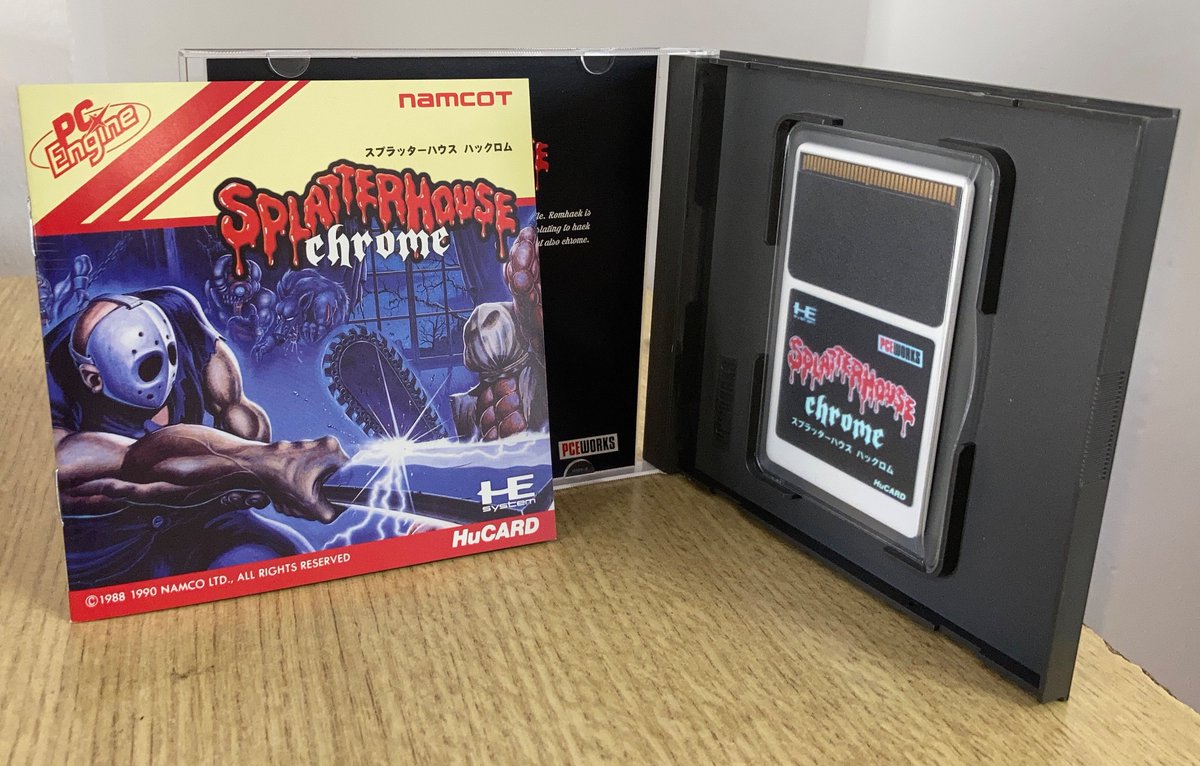 PC Engine
namcot
スプラッターハウス ハックロム
SPLATTERHOUSE
chrome
HE
system
HuCARD
©1988 1990 NAMCO LTD., ALL RIGHTS RESERVED
Romhack is
to hack
also chrome.
PCEWORKS
HE
PCEWORKS
SPLATTERHOUSE
chrome
スプラッターハウス ハックロム
HuCARD